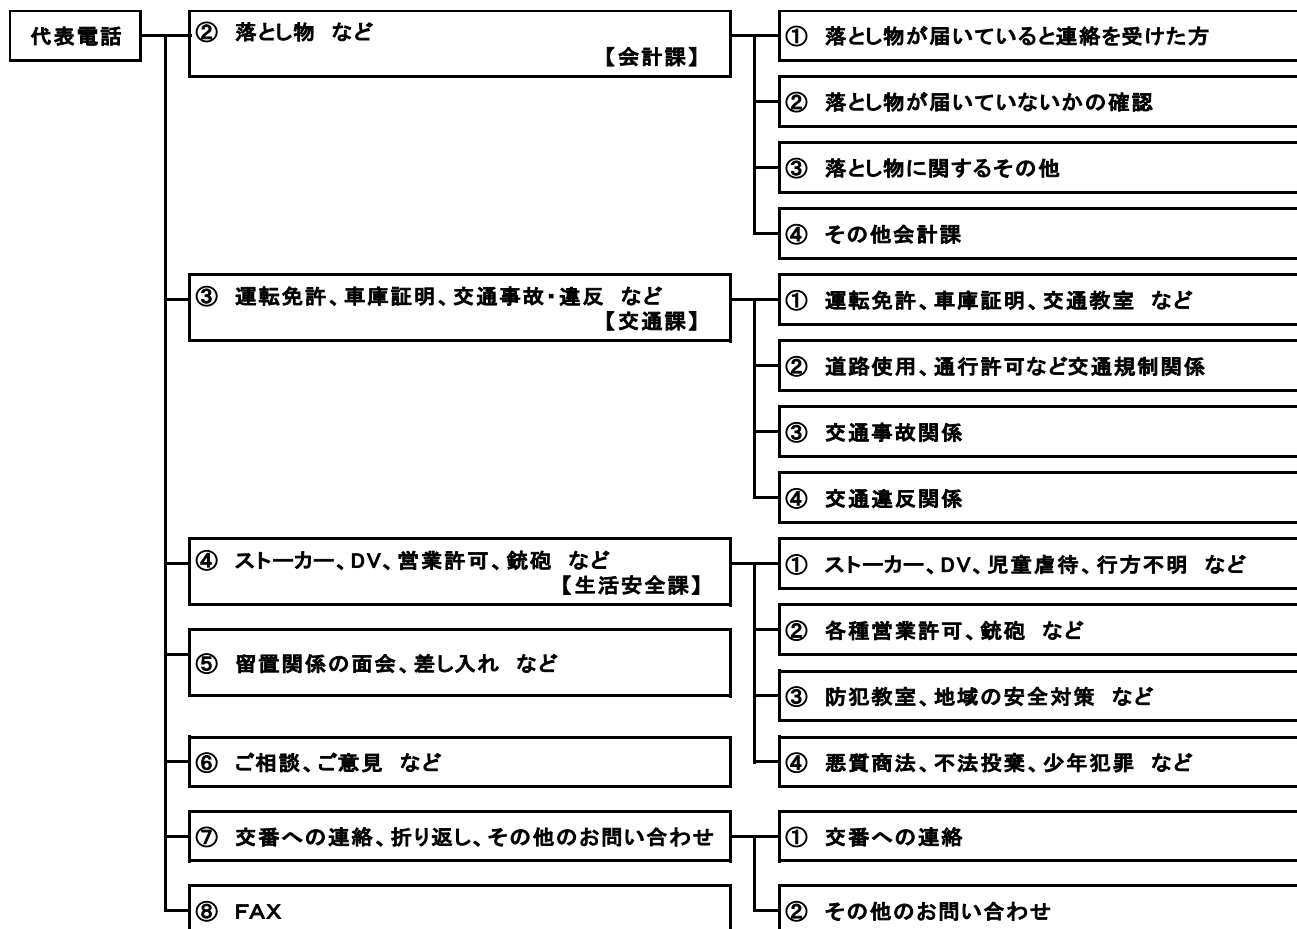 代表電話
② 落とし物 など
【会計課】
① 落とし物が届いていると連絡を受けた方
② 落とし物が届いていないかの確認
③ 落とし物に関するその他
④ その他会計課
③ 運転免許、車庫証明、交通事故・違反 など
【交通課】
① 運転免許、車庫証明、交通教室 など
② 道路使用、通行許可など交通規制関係
③ 交通事故関係
④ 交通違反関係
④ ストーカー、DV、営業許可、銃砲 など
【生活安全課】
① ストーカー、DV、児童虐待、行方不明 など
② 各種営業許可、銃砲 など
③ 防犯教室、地域の安全対策 など
④ 悪質商法、不法投棄、少年犯罪 など
⑤ 留置関係の面会、差し入れ など
⑥ ご相談、ご意見 など
⑦ 交番への連絡、折り返し、その他のお問い合わせ
① 交番への連絡
② その他のお問い合わせ
⑧ FAX